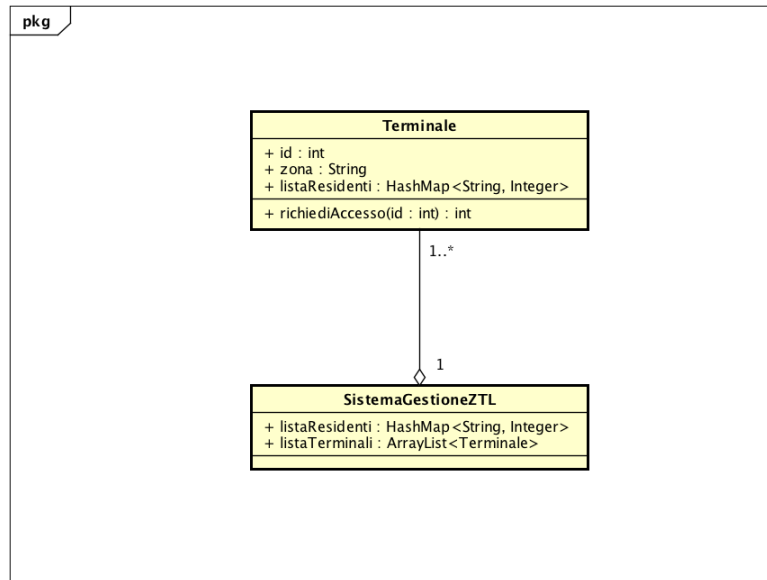 pkg
Terminale
+ id : int
+ zona : String
+ listaResidenti : HashMap<String, Integer>
+ richiediAccesso(id : int) : int
1..*
1
SistemaGestioneZTL
+ listaResidenti : HashMap<String, Integer>
+ listaTerminali : ArrayList<Terminale>